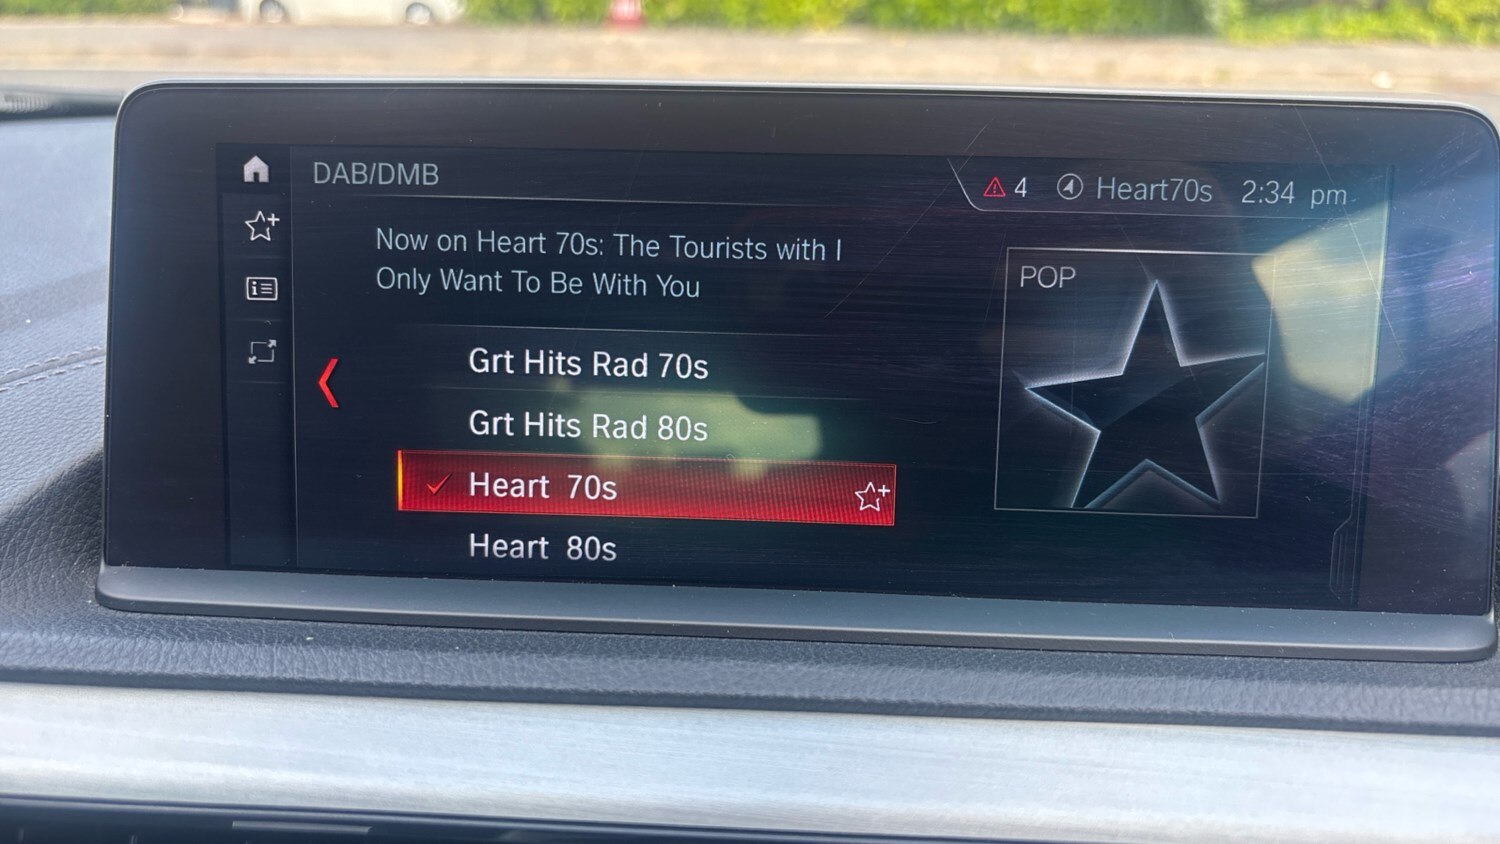 DAB/DMB
4 Heart70s 2:34 pm
Now on Heart 70s: The Tourists with I
Only Want To Be With You
POP
Grt Hits Rad 70s
Grt Hits Rad 80s
Heart 70s
Heart 80s